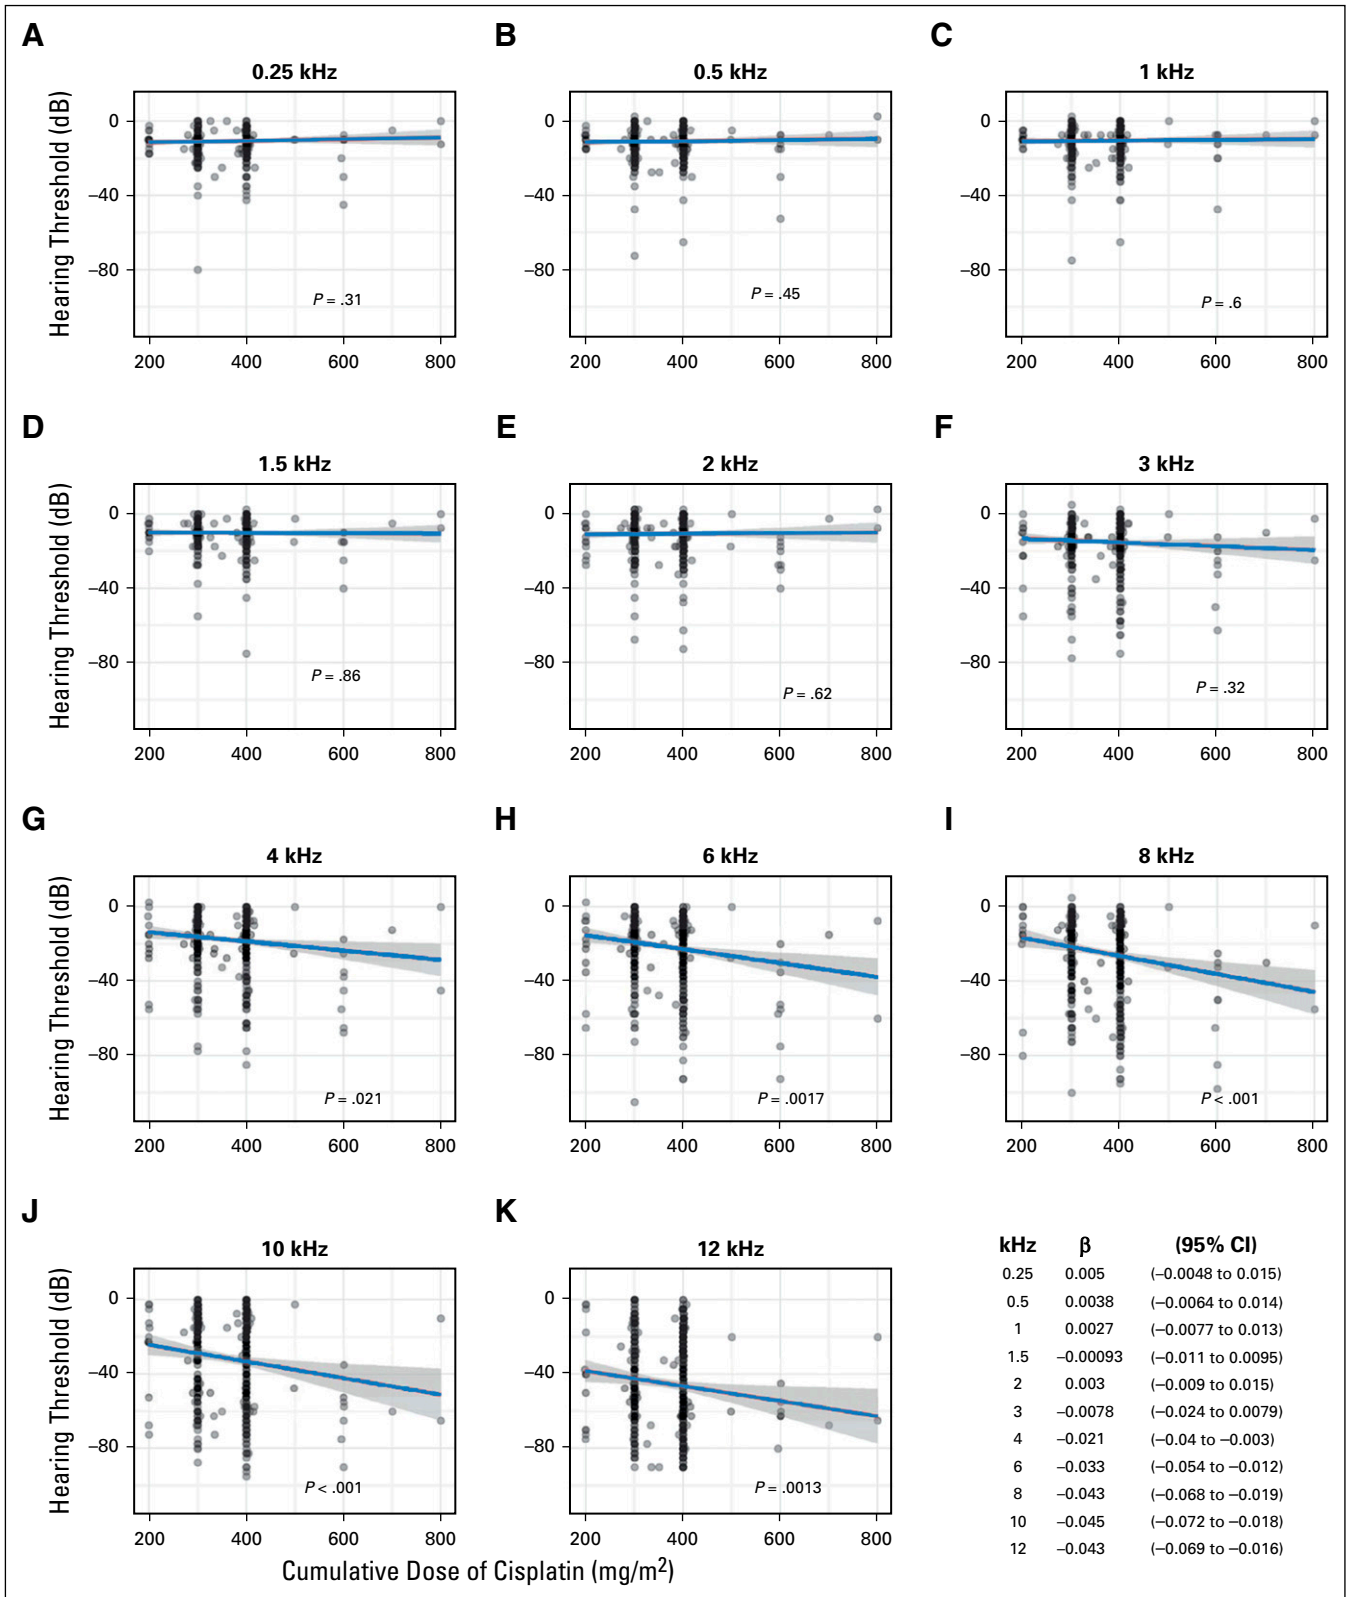 A B C
0.25 kHz 0.5 kHz 1 kHz
Hearing Threshold (dB)
0 0 0
–40 –40 –40
–80 –80 –80
P = .31 P = .45 P = .6
200 400 600 800 200 400 600 800 200 400 600 800
D E F
1.5 kHz 2 kHz 3 kHz
Hearing Threshold (dB)
0 0 0
–40 –40 –40
–80 –80 –80
P = .86 P = .62 P = .32
200 400 600 800 200 400 600 800 200 400 600 800
G H I
4 kHz 6 kHz 8 kHz
Hearing Threshold (dB)
0 0 0
–40 –40 –40
–80 –80 –80
P = .021 P = .0017 P < .001
200 400 600 800 200 400 600 800 200 400 600 800
J K
10 kHz 12 kHz
Hearing Threshold (dB)
0 0
–40 –40
–80 –80
P < .001 P = .0013
200 400 600 800 200 400 600 800
Cumulative Dose of Cisplatin (mg/m²)
kHz β (95% CI)
0.25 0.005 (–0.0048 to 0.015)
0.5 0.0038 (–0.0064 to 0.014)
1 0.0027 (–0.0077 to 0.013)
1.5 –0.00093 (–0.011 to 0.0095)
2 0.003 (–0.009 to 0.015)
3 –0.0078 (–0.024 to 0.0079)
4 –0.021 (–0.04 to –0.003)
6 –0.033 (–0.054 to –0.012)
8 –0.043 (–0.068 to –0.019)
10 –0.045 (–0.072 to –0.018)
12 –0.043 (–0.069 to –0.016)